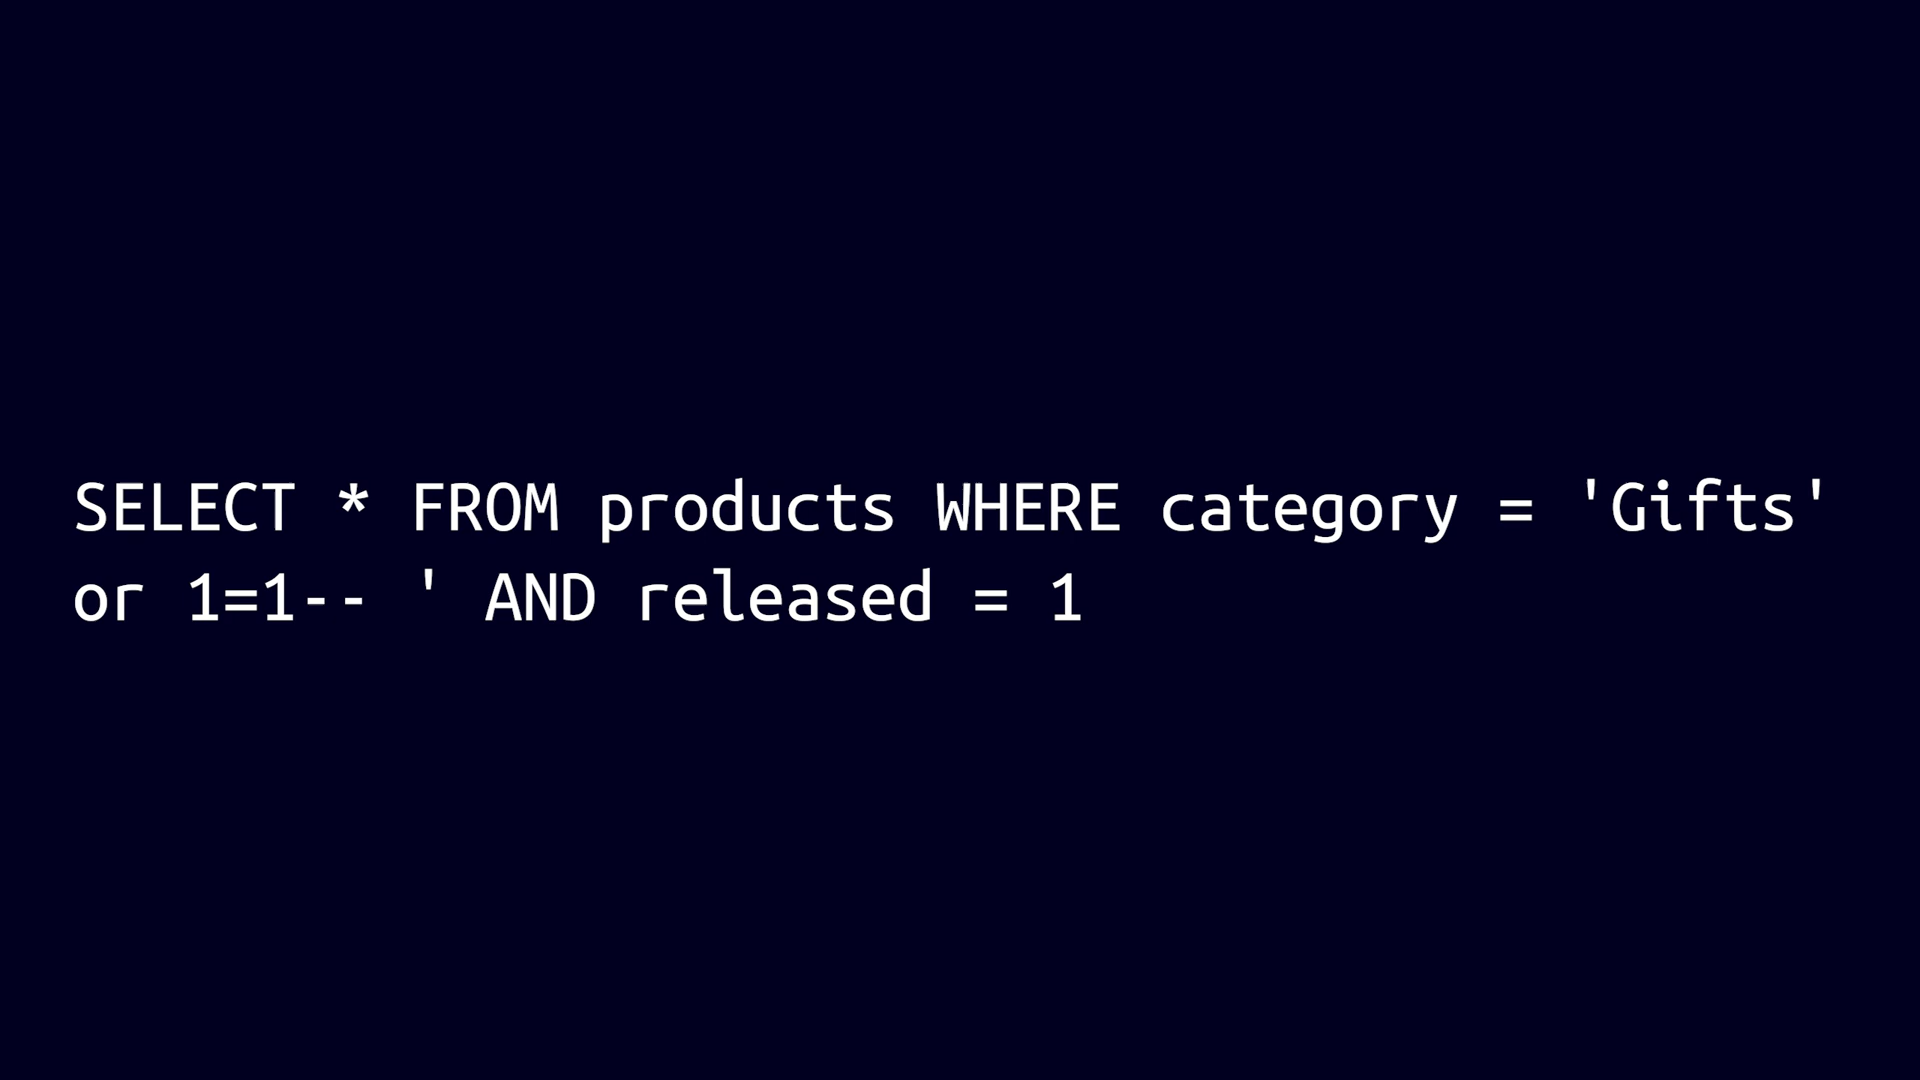 SELECT * FROM products WHERE category = 'Gifts'
or 1=1-- ' AND released = 1